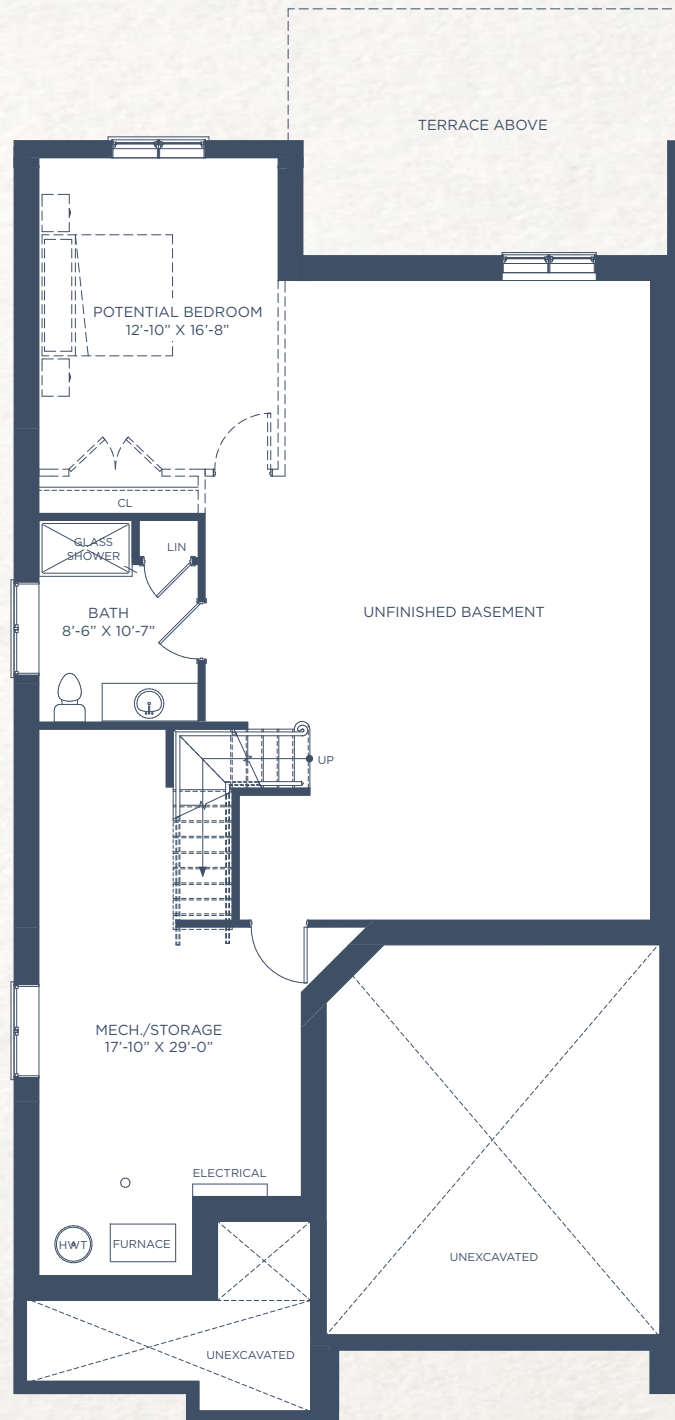 TERRACE ABOVE
POTENTIAL BEDROOM
12’-10” X 16’-8”
CL
GLASS
SHOWER
LIN
BATH
8’-6” X 10’-7”
UNFINISHED BASEMENT
UP
MECH./STORAGE
17’-10” X 29’-0”
ELECTRICAL
HWT
FURNACE
UNEXCAVATED
UNEXCAVATED